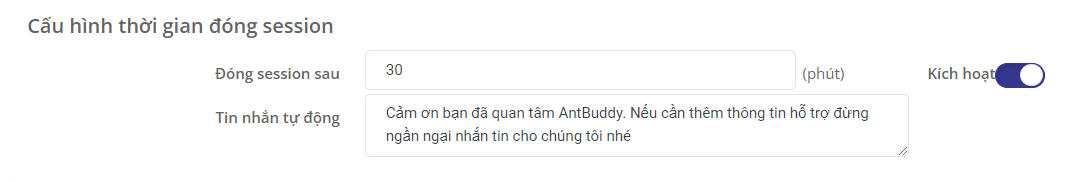 Cấu hình thời gian đóng session
Đóng session sau 30 (phút) Kích hoạt
Tin nhắn tự động Cảm ơn bạn đã quan tâm AntBuddy. Nếu cần thêm thông tin hỗ trợ đừng
ngần ngại nhắn tin cho chúng tôi nhé